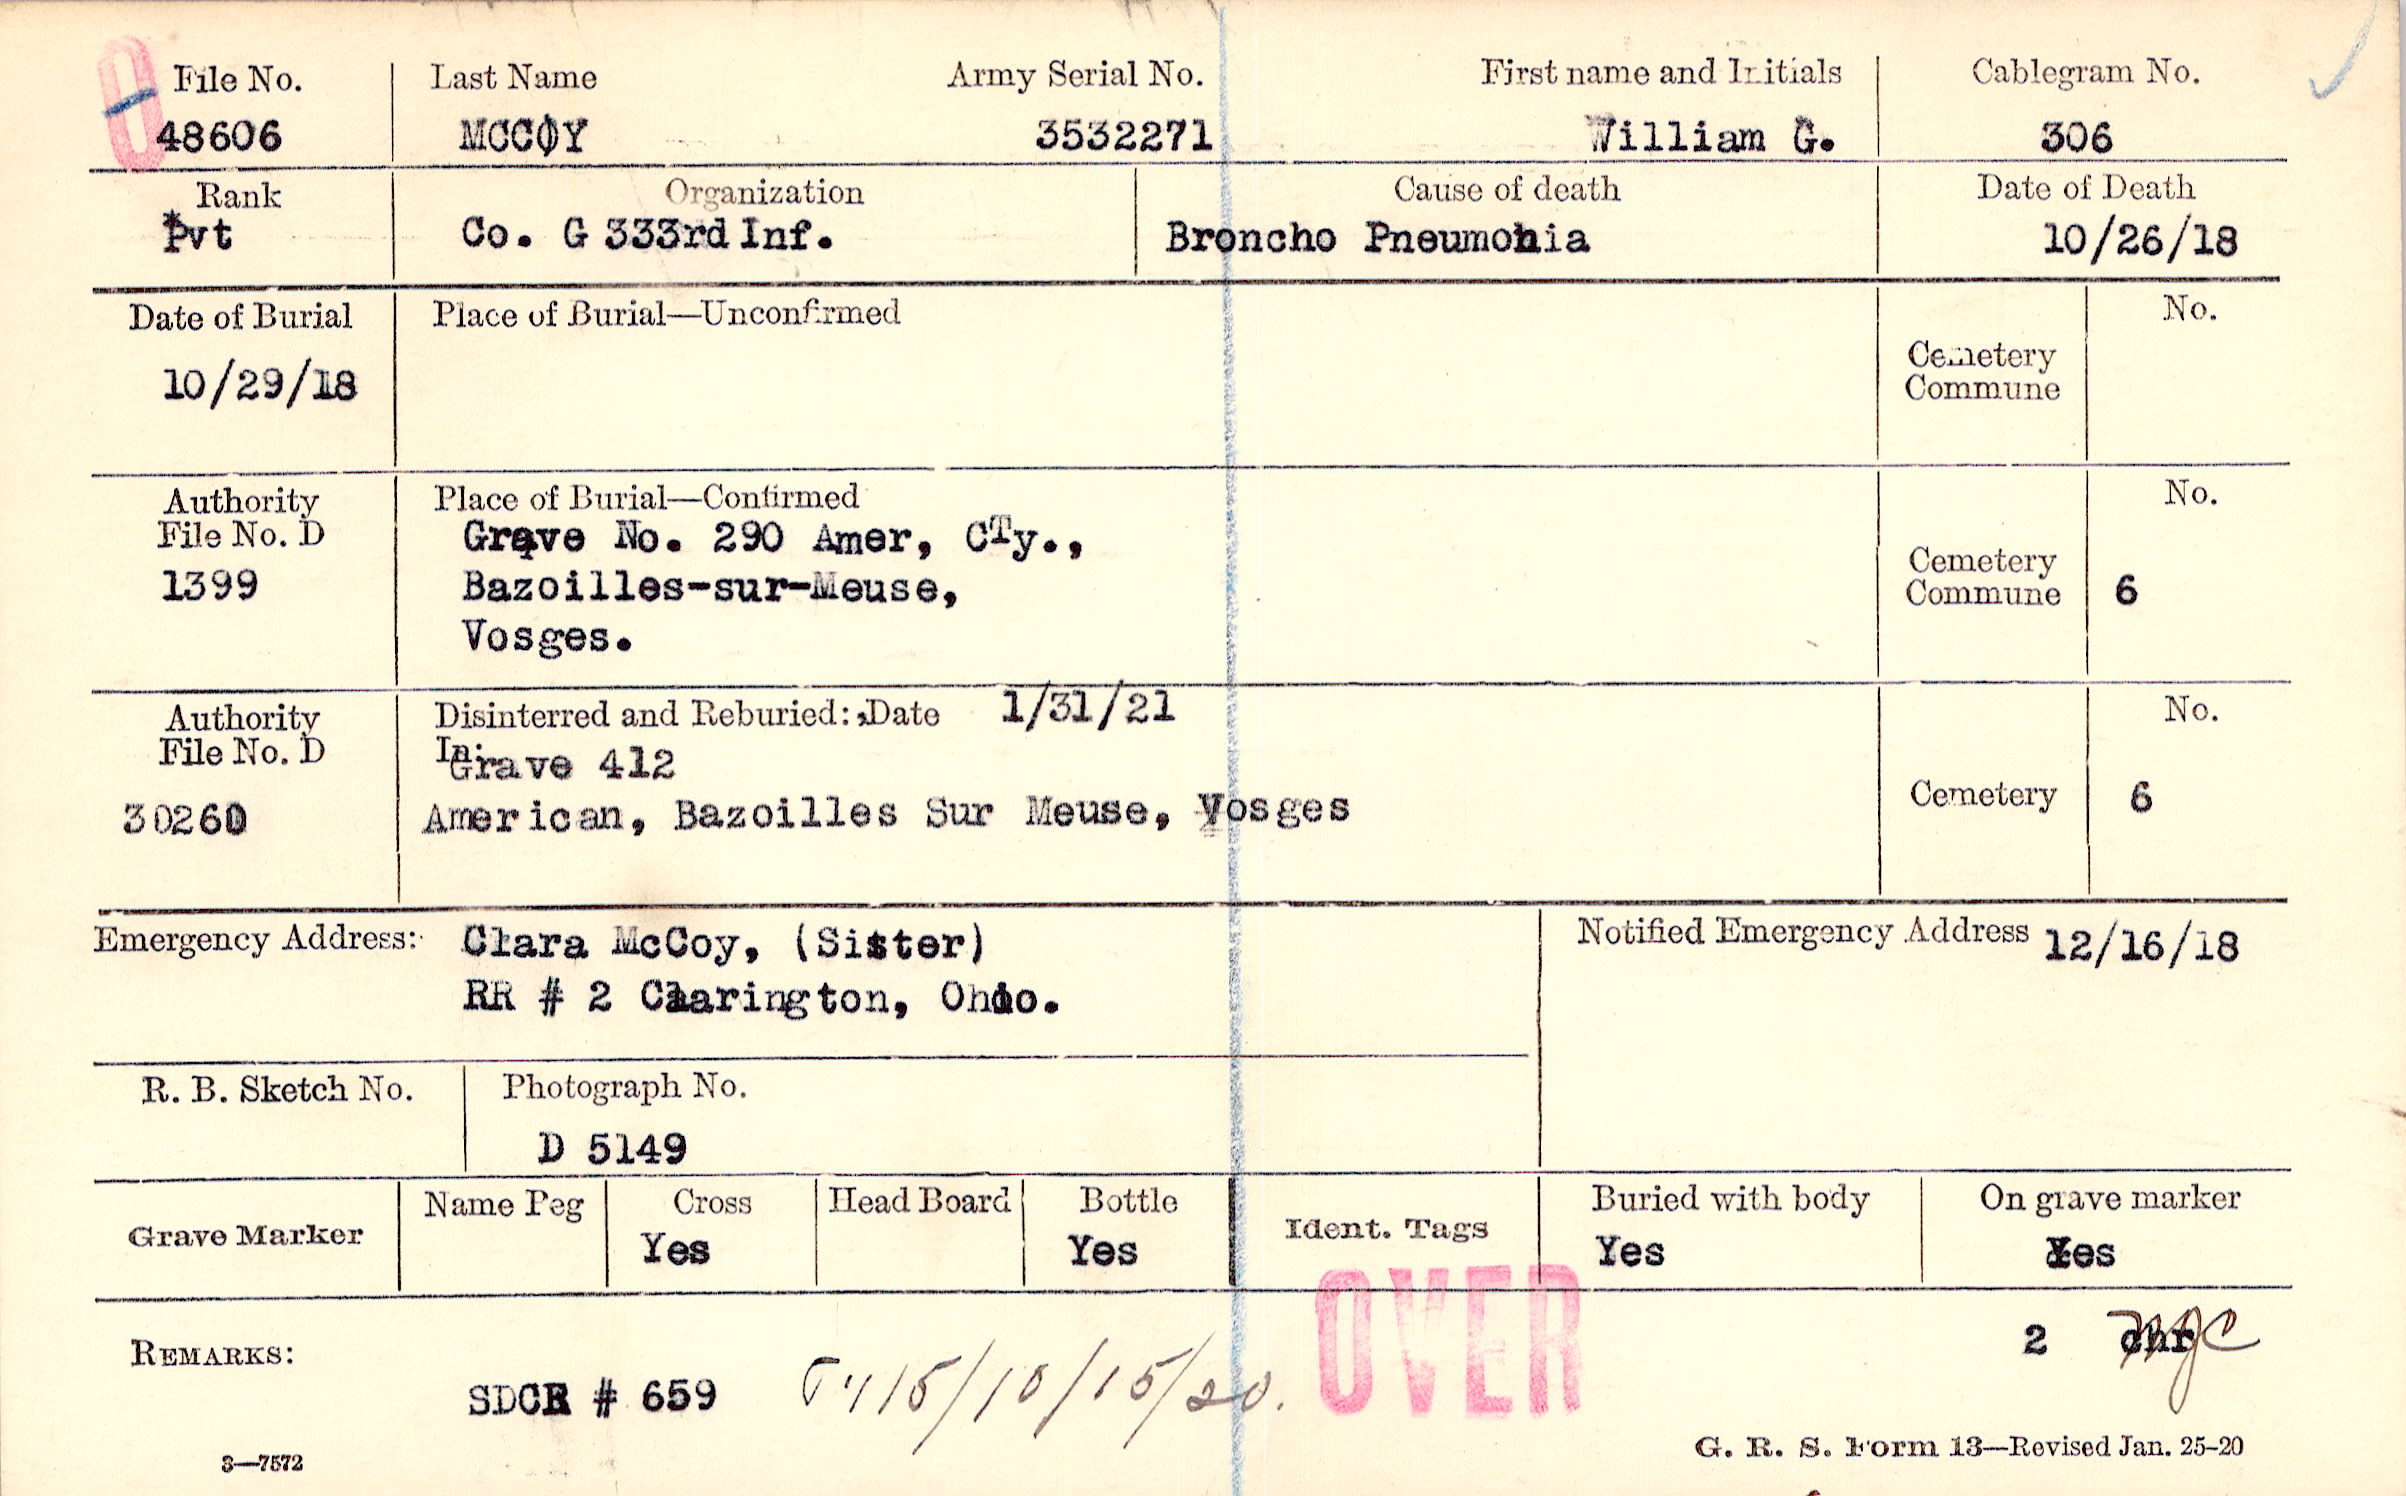 File No. Last Name Army Serial No. First name and Initials Cablegram No.
48606 MCCOY 3532271 William G. 306
Rank Organization Cause of death Date of Death
*Pvt Co. G 333rd Inf. Broncho Pneumonia 10/26/18
Date of Burial Place of Burial—Unconfirmed No.
10/29/18 Cemetery
Commune
Authority Place of Burial—Confirmed No.
File No. D Grave No. 290 Amer, CTy.,
1399 Bazoilles-sur-Meuse, Cemetery
Commune 6
Vosges.
Authority Disinterred and Reburied: Date 1/31/21 No.
File No. D In: Grave 412
30260 American, Bazoilles Sur Meuse, Vosges Cemetery 6
Emergency Address: Clara McCoy, (Sister) Notified Emergency Address 12/16/18
RR # 2 Clarington, Ohio.
R. B. Sketch No. Photograph No.
D 5149
Grave Marker Name Peg Cross Head Board Bottle Ident. Tags Buried with body On grave marker
Yes Yes Yes Yes
OVER
REMARKS: 2
SDCR # 659
3—7572 G. R. S. Form 13—Revised Jan. 25-20